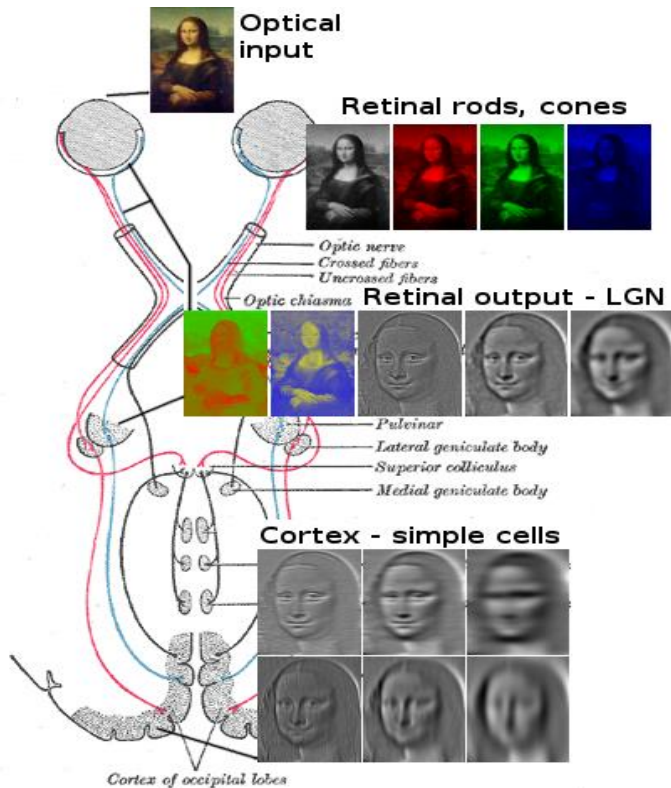 Optical
input
Retinal rods, cones
Optic nerve
Crossed fibers
Uncrossed fibers
Optic chiasma
Retinal output - LGN
Pulvinar
Lateral geniculate body
Superior colliculus
Medial geniculate body
Cortex - simple cells
Cortex of occipital lobes